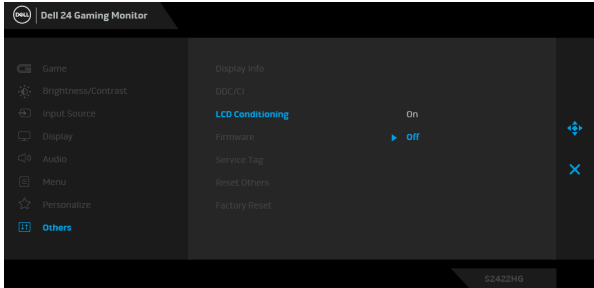 DELL Dell 24 Gaming Monitor
Game
Brightness/Contrast
Input Source
Display
Audio
Menu
Personalize
Others
Display Info
DDC/CI
LCD Conditioning On
Firmware Off
Service Tag
Reset Others
Factory Reset
S2422HG